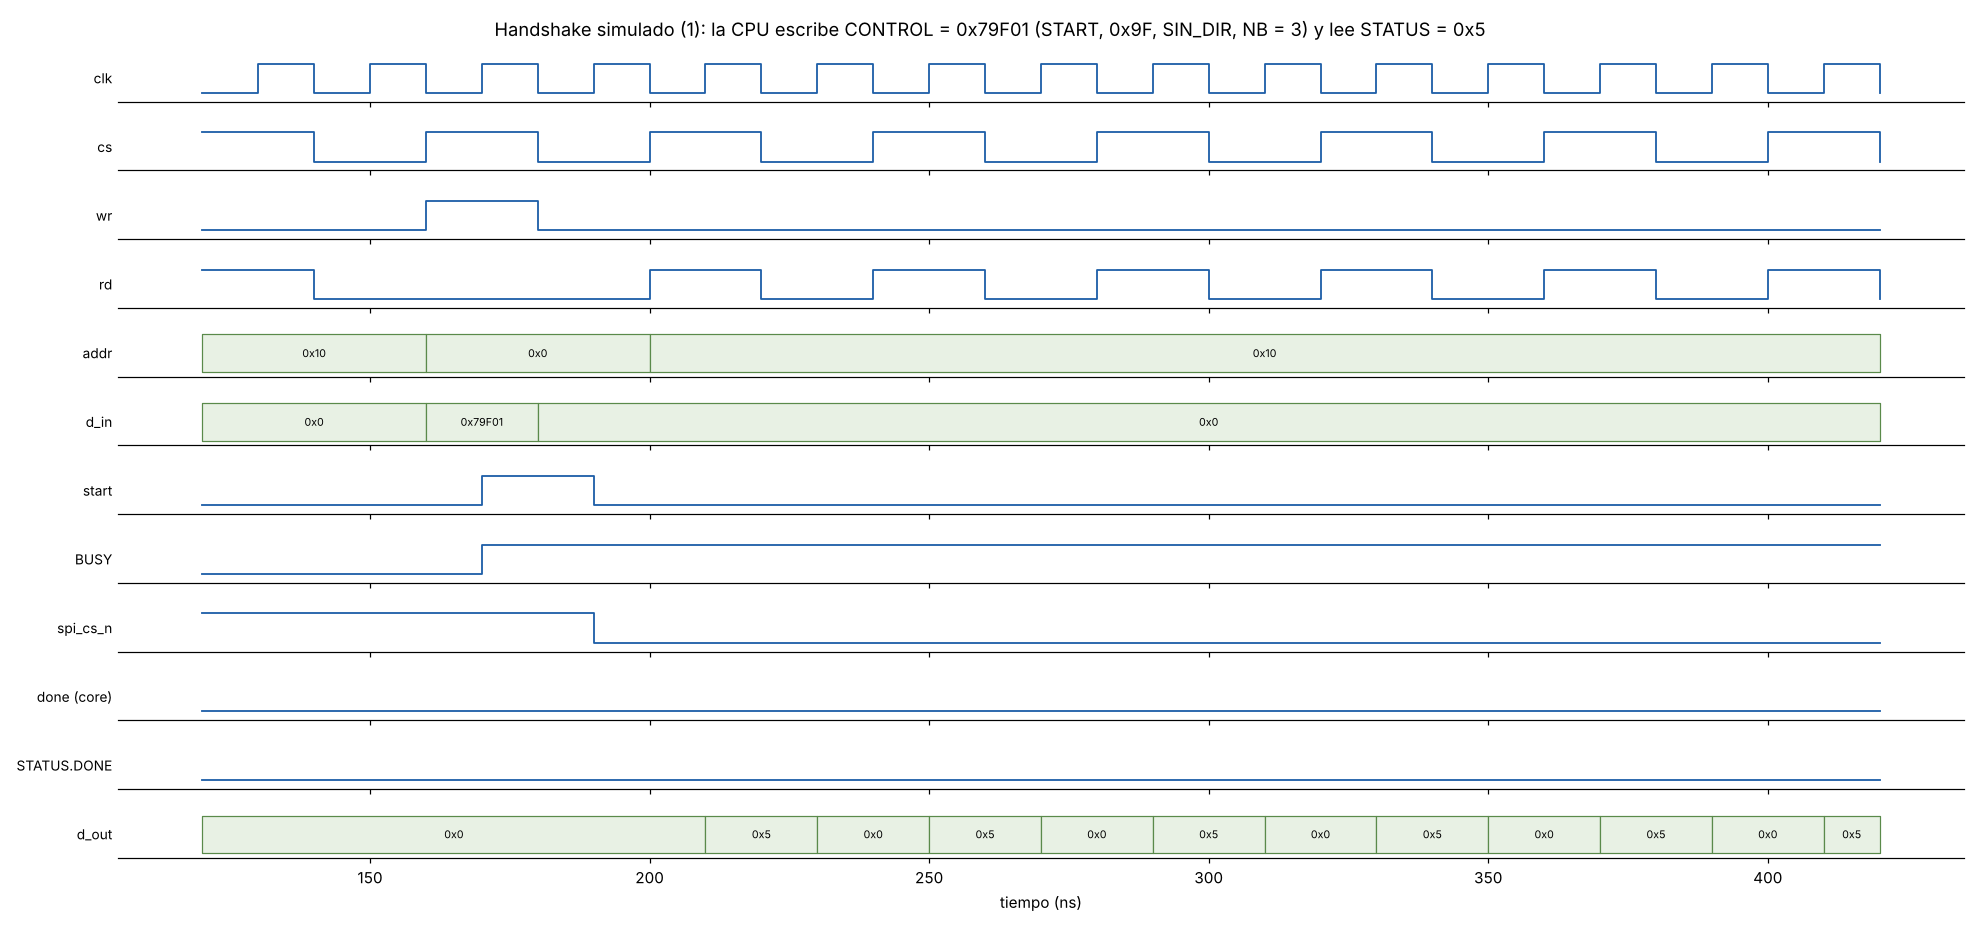 Handshake simulado (1): la CPU escribe CONTROL = 0x79F01 (START, 0x9F, SIN_DIR, NB = 3) y lee STATUS = 0x5
clk
cs
wr
rd
addr 0x10 0x0 0x10
d_in 0x0 0x79F01 0x0
start
BUSY
spi_cs_n
done (core)
STATUS.DONE
d_out 0x0 0x5 0x0 0x5 0x0 0x5 0x0 0x5 0x0 0x5 0x0 0x5
150 200 250 300 350 400
tiempo (ns)